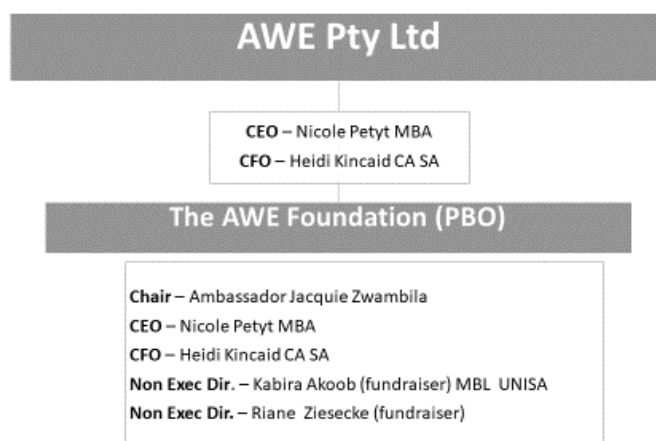 AWE Pty Ltd
CEO – Nicole Petyt MBA
CFO – Heidi Kincaid CA SA
The AWE Foundation (PBO)
Chair – Ambassador Jacquie Zwambila
CEO – Nicole Petyt MBA
CFO – Heidi Kincaid CA SA
Non Exec Dir. – Kabira Akoob (fundraiser) MBL UNISA
Non Exec Dir. – Riane Ziesecke (fundraiser)